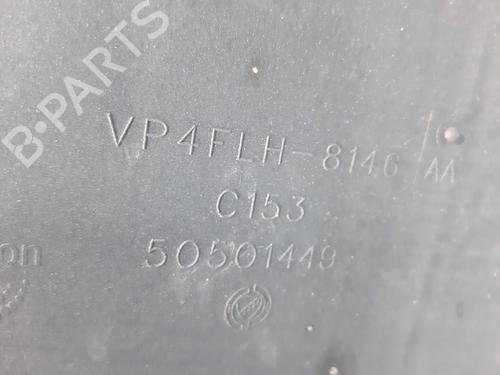 B-PARTS
VP4FLH-8146 AA
C153
50501449
on